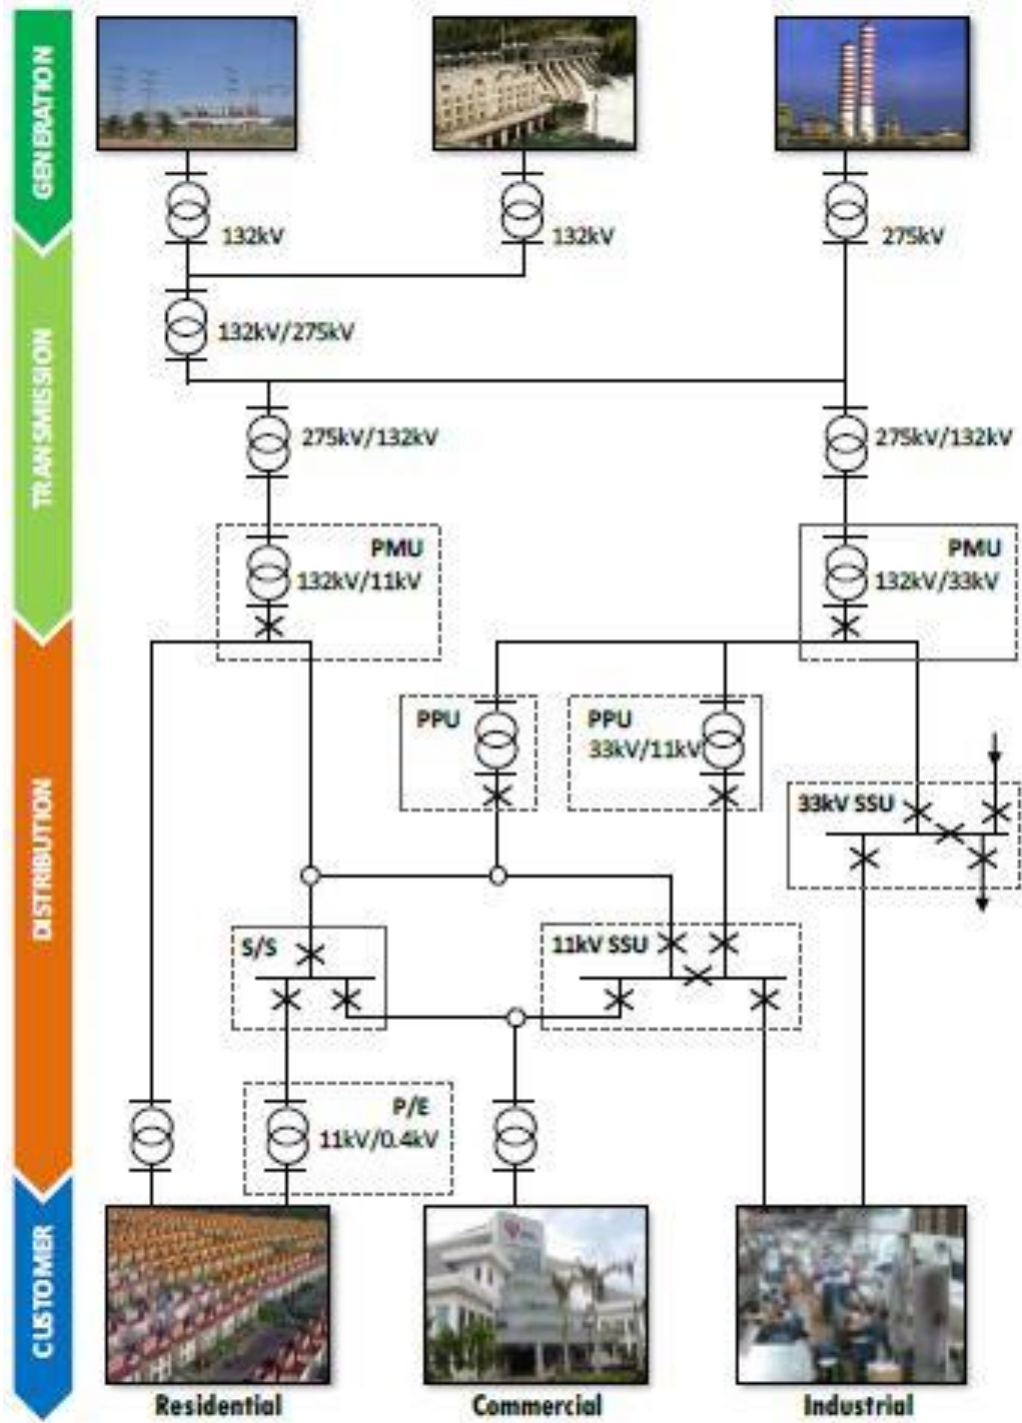 GENERATION
132kV
132kV
275kV
132kV/275kV
TRANSMISSION
275kV/132kV
275kV/132kV
PMU
132kV/11kV
PMU
132kV/33kV
DISTRIBUTION
PPU
PPU
33kV/11kV
33kV SSU
S/S
11kV SSU
P/E
11kV/0.4kV
CUSTOMER
Residential
Commercial
Industrial